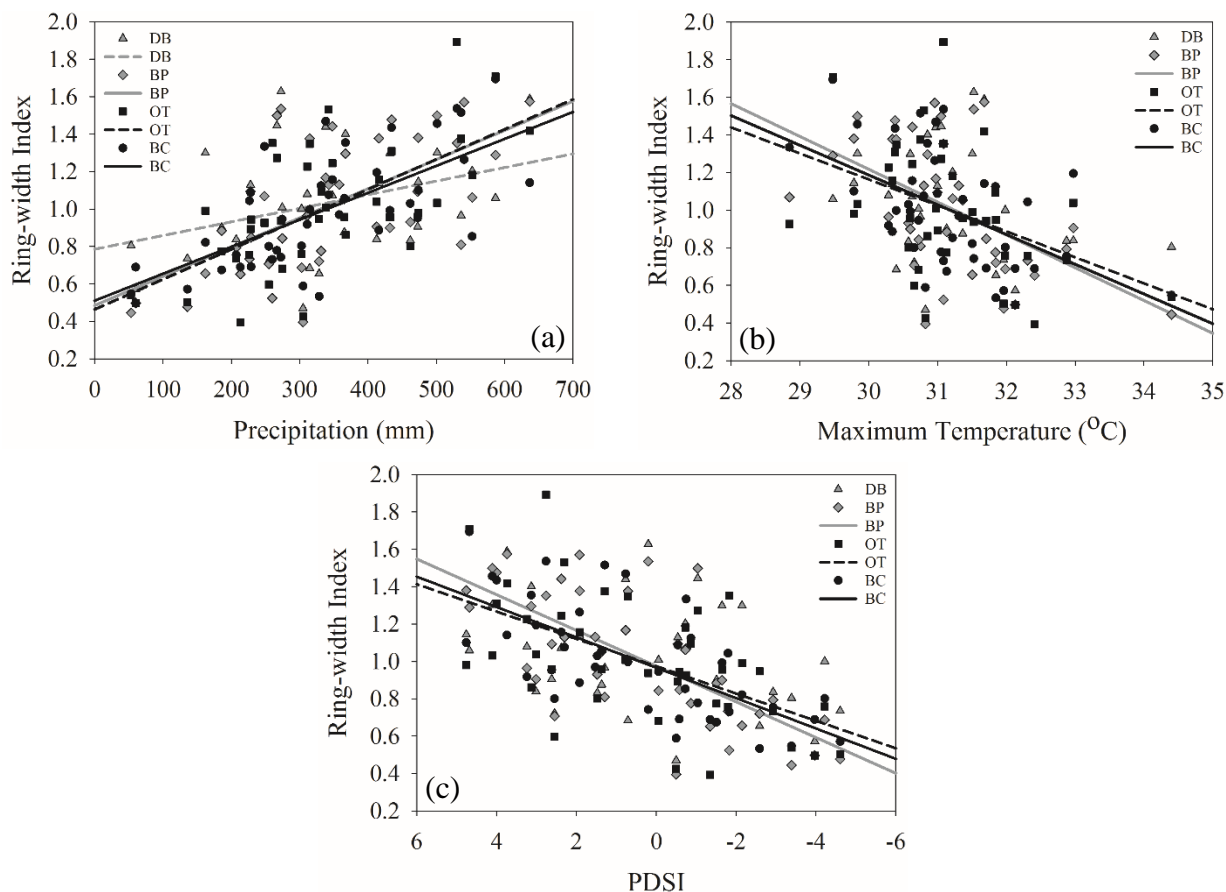 2.0
1.8
1.6
1.4
1.2
1.0
0.8
0.6
0.4
0.2
Ring-width Index
DB
DB
BP
BP
OT
OT
BC
BC
(a)
0 100 200 300 400 500 600 700
Precipitation (mm)
2.0
1.8
1.6
1.4
1.2
1.0
0.8
0.6
0.4
0.2
Ring-width Index
DB
BP
BP
OT
OT
BC
BC
(b)
28 29 30 31 32 33 34 35
Maximum Temperature (°C)
2.0
1.8
1.6
1.4
1.2
1.0
0.8
0.6
0.4
0.2
Ring-width Index
DB
BP
BP
OT
OT
BC
BC
(c)
6 4 2 0 -2 -4 -6
PDSI